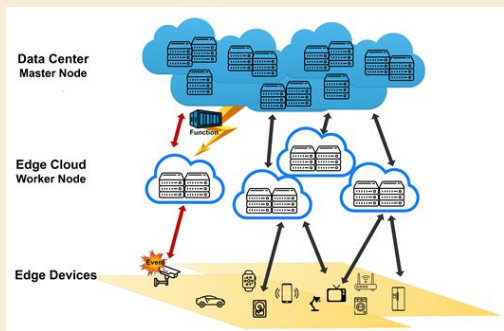 Data Center
Master Node
Function
Edge Cloud
Worker Node
Event
Edge Devices